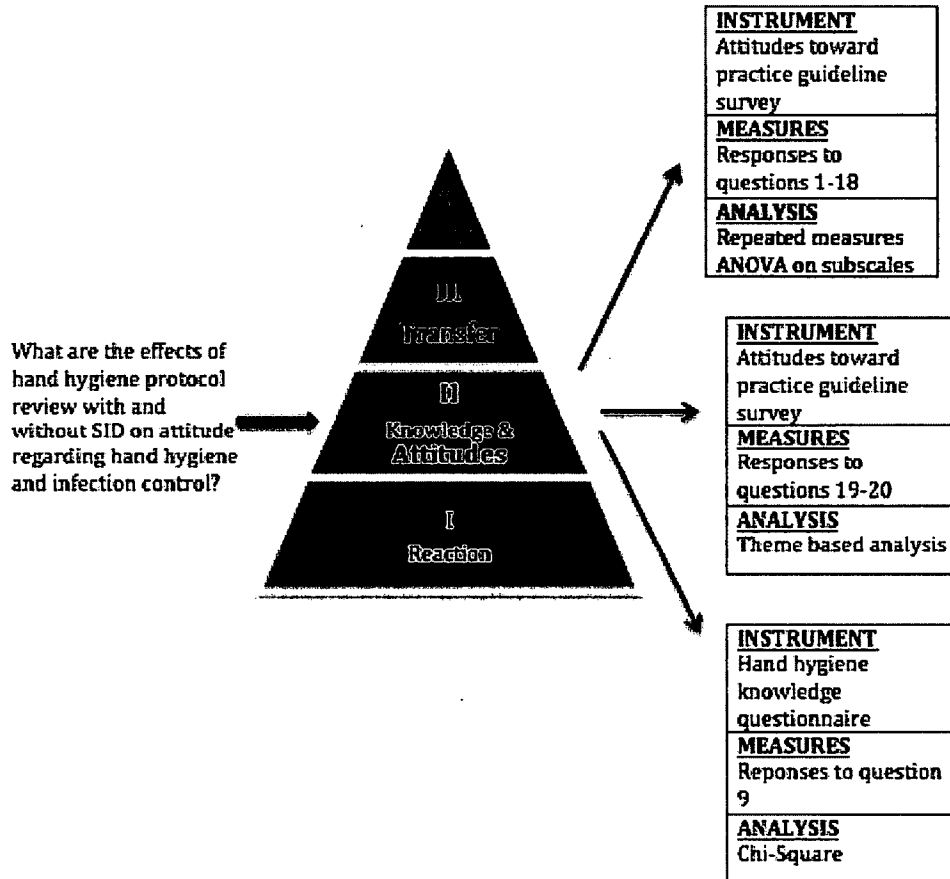 What are the effects of
hand hygiene protocol
review with and
without SID on attitude
regarding hand hygiene
and infection control?
III
Transfer
II
Knowledge &
Attitudes
I
Reaction
INSTRUMENT
Attitudes toward
practice guideline
survey
MEASURES
Responses to
questions 1-18
ANALYSIS
Repeated measures
ANOVA on subscales
INSTRUMENT
Attitudes toward
practice guideline
survey
MEASURES
Responses to
questions 19-20
ANALYSIS
Theme based analysis
INSTRUMENT
Hand hygiene
knowledge
questionnaire
MEASURES
Reponses to question
9
ANALYSIS
Chi-Square